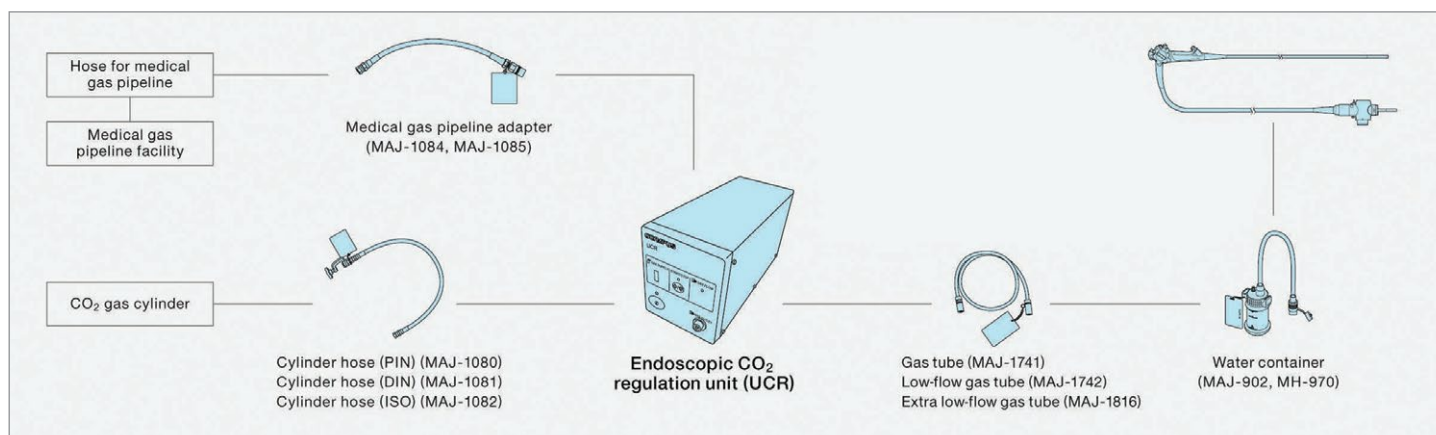 Hose for medical
gas pipeline
Medical gas
pipeline facility
Medical gas pipeline adapter
(MAJ-1084, MAJ-1085)
CO₂ gas cylinder
Cylinder hose (PIN) (MAJ-1080)
Cylinder hose (DIN) (MAJ-1081)
Cylinder hose (ISO) (MAJ-1082)
OLYMPUS
UCR
Endoscopic CO₂
regulation unit (UCR)
Gas tube (MAJ-1741)
Low-flow gas tube (MAJ-1742)
Extra low-flow gas tube (MAJ-1816)
Water container
(MAJ-902, MH-970)